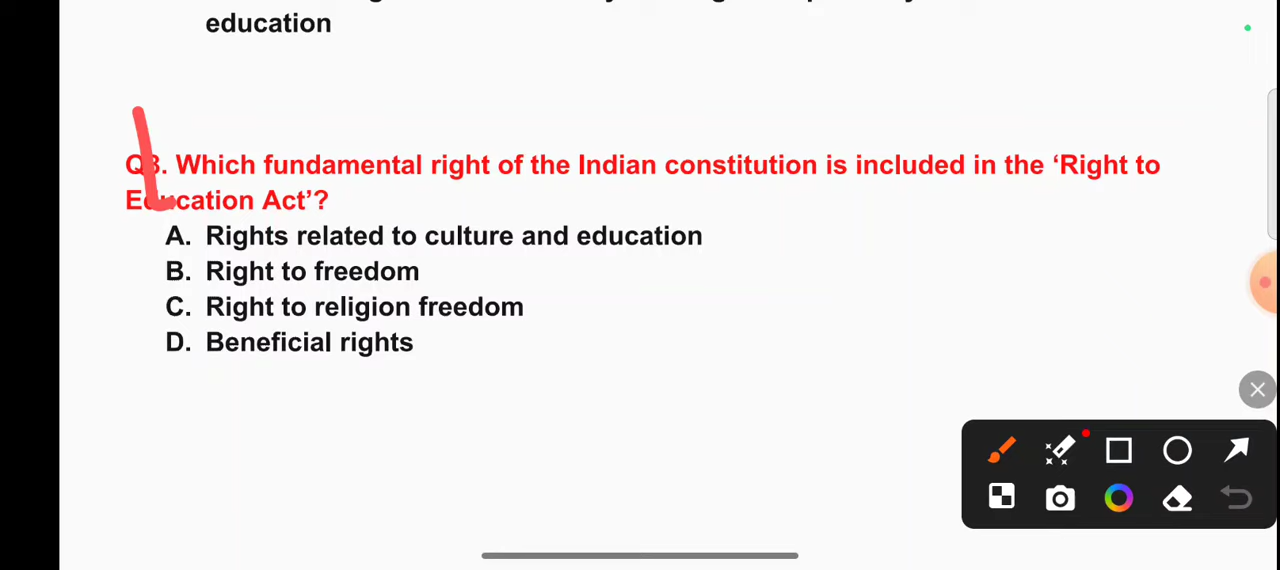 education
Q3. Which fundamental right of the Indian constitution is included in the ‘Right to
Education Act’?
A. Rights related to culture and education
B. Right to freedom
C. Right to religion freedom
D. Beneficial rights